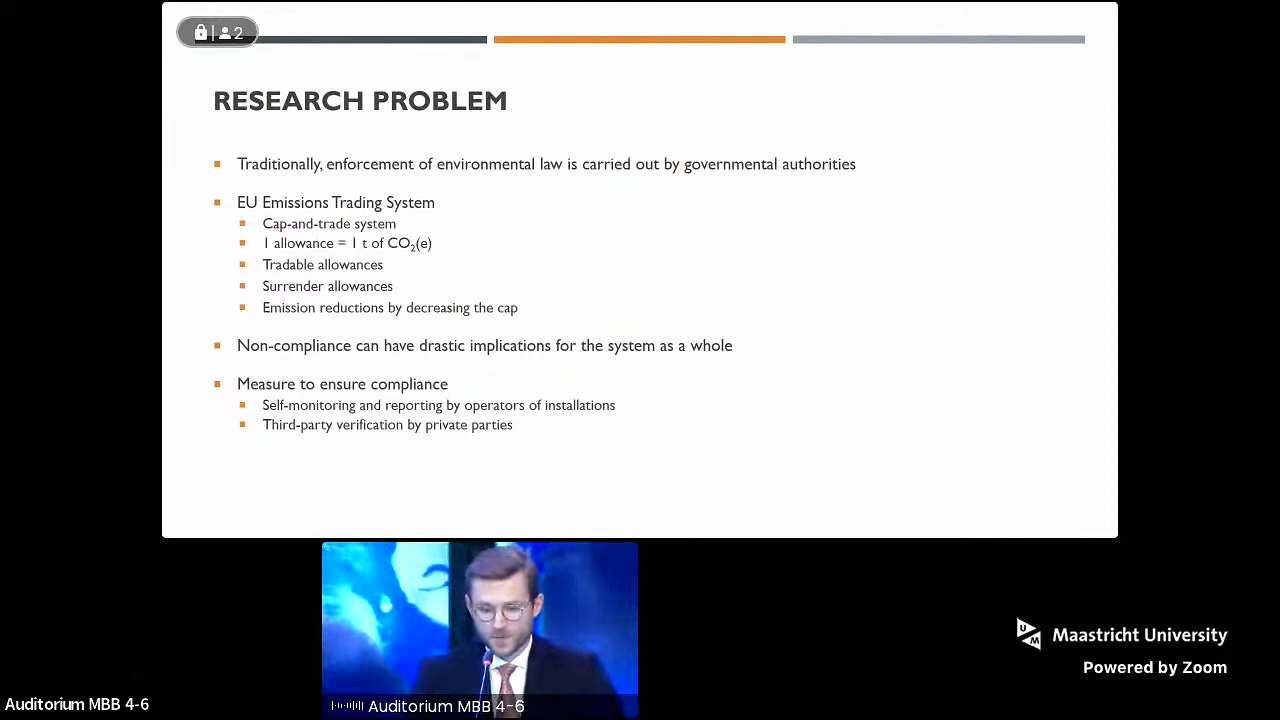 2
RESEARCH PROBLEM
Traditionally, enforcement of environmental law is carried out by governmental authorities
EU Emissions Trading System
Cap-and-trade system
1 allowance = 1 t of CO₂(e)
Tradable allowances
Surrender allowances
Emission reductions by decreasing the cap
Non-compliance can have drastic implications for the system as a whole
Measure to ensure compliance
Self-monitoring and reporting by operators of installations
Third-party verification by private parties
UM
Maastricht University
Powered by Zoom
Auditorium MBB 4-6
Auditorium MBB 4-6